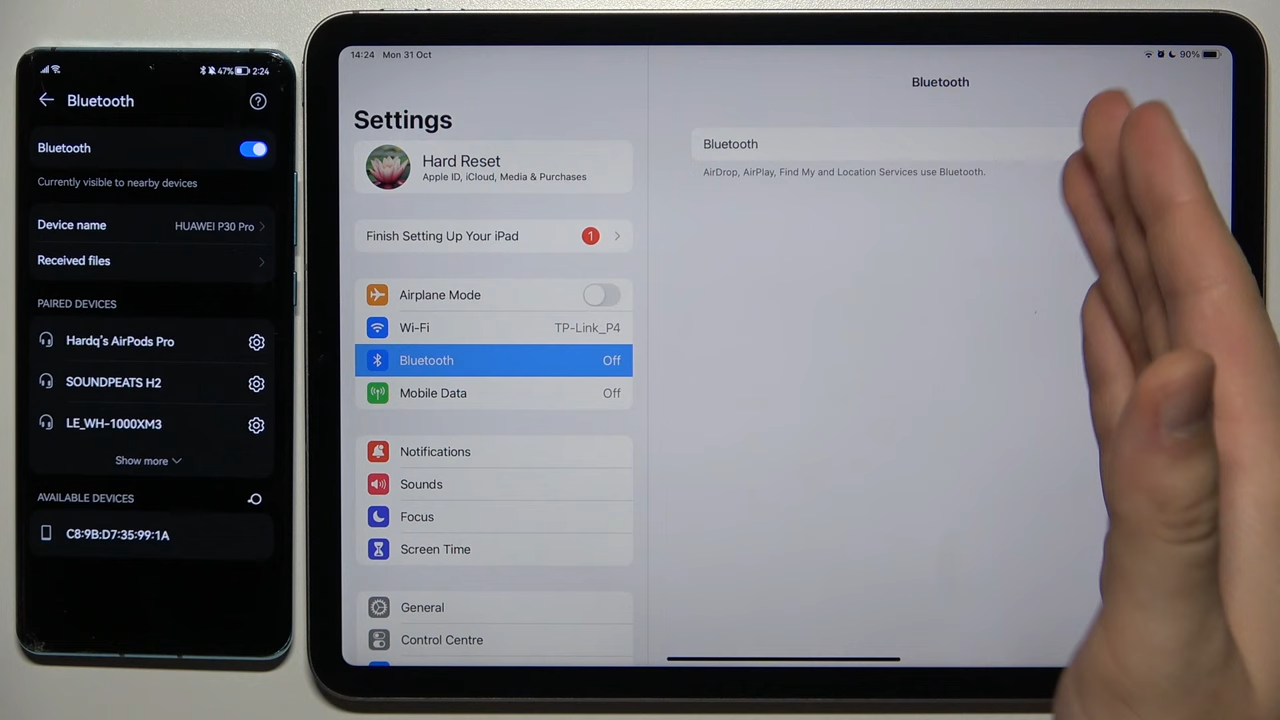 47% 2:24
Bluetooth
Bluetooth
Currently visible to nearby devices
Device name HUAWEI P30 Pro
Received files
PAIRED DEVICES
Hardq's AirPods Pro
SOUNDPEATS H2
LE_WH-1000XM3
Show more
AVAILABLE DEVICES
C8:9B:D7:35:99:1A
14:24 Mon 31 Oct
90%
Settings
Hard Reset
Apple ID, iCloud, Media & Purchases
Finish Setting Up Your iPad 1
Airplane Mode
Wi-Fi TP-Link_P4
Bluetooth Off
Mobile Data Off
Notifications
Sounds
Focus
Screen Time
General
Control Centre
Bluetooth
Bluetooth
AirDrop, AirPlay, Find My and Location Services use Bluetooth.